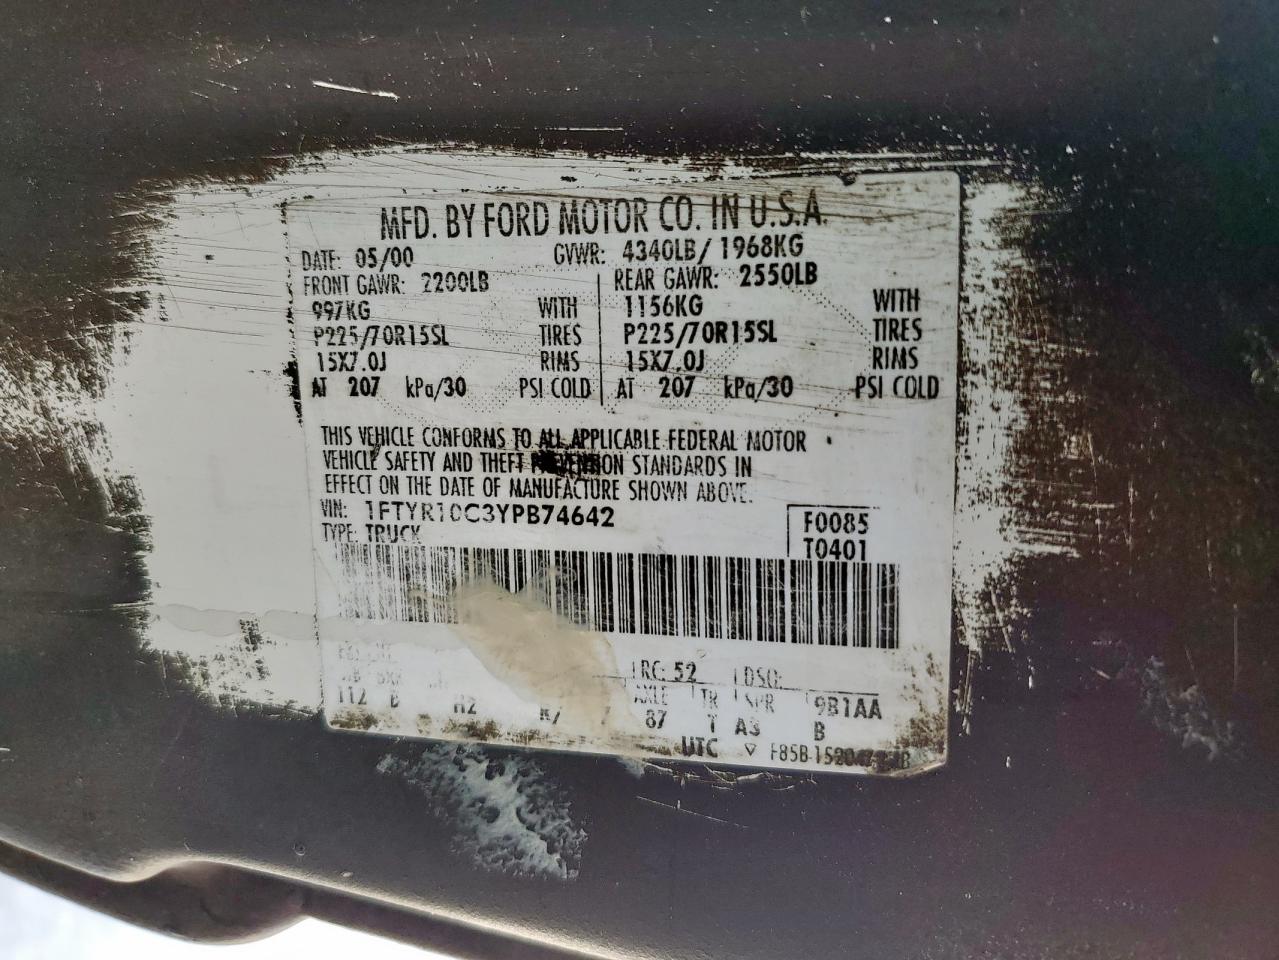 MFD. BY FORD MOTOR CO. IN U.S.A.
DATE: 05/00 GVWR: 4340LB/ 1968KG
FRONT GAWR: 2200LB REAR GAWR: 2550LB
997KG WITH 1156KG WITH
P225/70R15SL TIRES P225/70R15SL TIRES
15X7.0J RIMS 15X7.0J RIMS
AT 207 kPa/30 PSI COLD AT 207 kPa/30 PSI COLD
THIS VEHICLE CONFORMS TO ALL APPLICABLE FEDERAL MOTOR
VEHICLE SAFETY AND THEFT PREVENTION STANDARDS IN
EFFECT ON THE DATE OF MANUFACTURE SHOWN ABOVE.
VIN: 1FTYR10C3YPB74642 F0085
TYPE: TRUCK T0401
RC: 52 DSO:
AXLE TR SPR 9B1AA
112 B H2 87 T A3 B
UTC ▽ F85B-